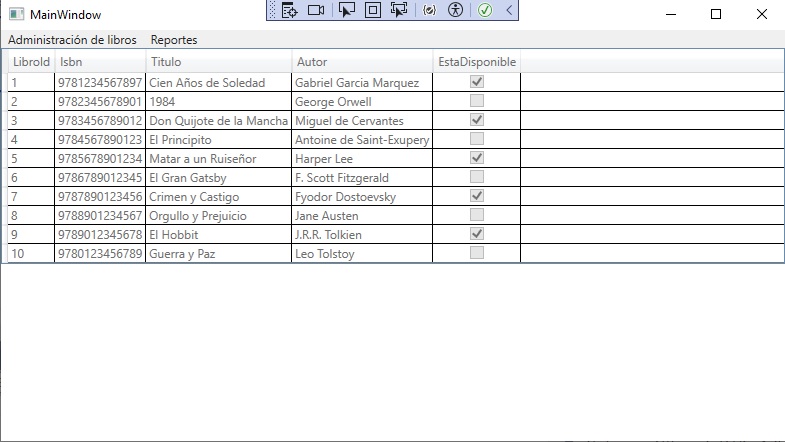 MainWindow
Administración de libros Reportes
LibroId Isbn Titulo Autor EstaDisponible
1 9781234567897 Cien Años de Soledad Gabriel Garcia Marquez
2 9782345678901 1984 George Orwell
3 9783456789012 Don Quijote de la Mancha Miguel de Cervantes
4 9784567890123 El Principito Antoine de Saint-Exupery
5 9785678901234 Matar a un Ruiseñor Harper Lee
6 9786789012345 El Gran Gatsby F. Scott Fitzgerald
7 9787890123456 Crimen y Castigo Fyodor Dostoevsky
8 9788901234567 Orgullo y Prejuicio Jane Austen
9 9789012345678 El Hobbit J.R.R. Tolkien
10 9780123456789 Guerra y Paz Leo Tolstoy